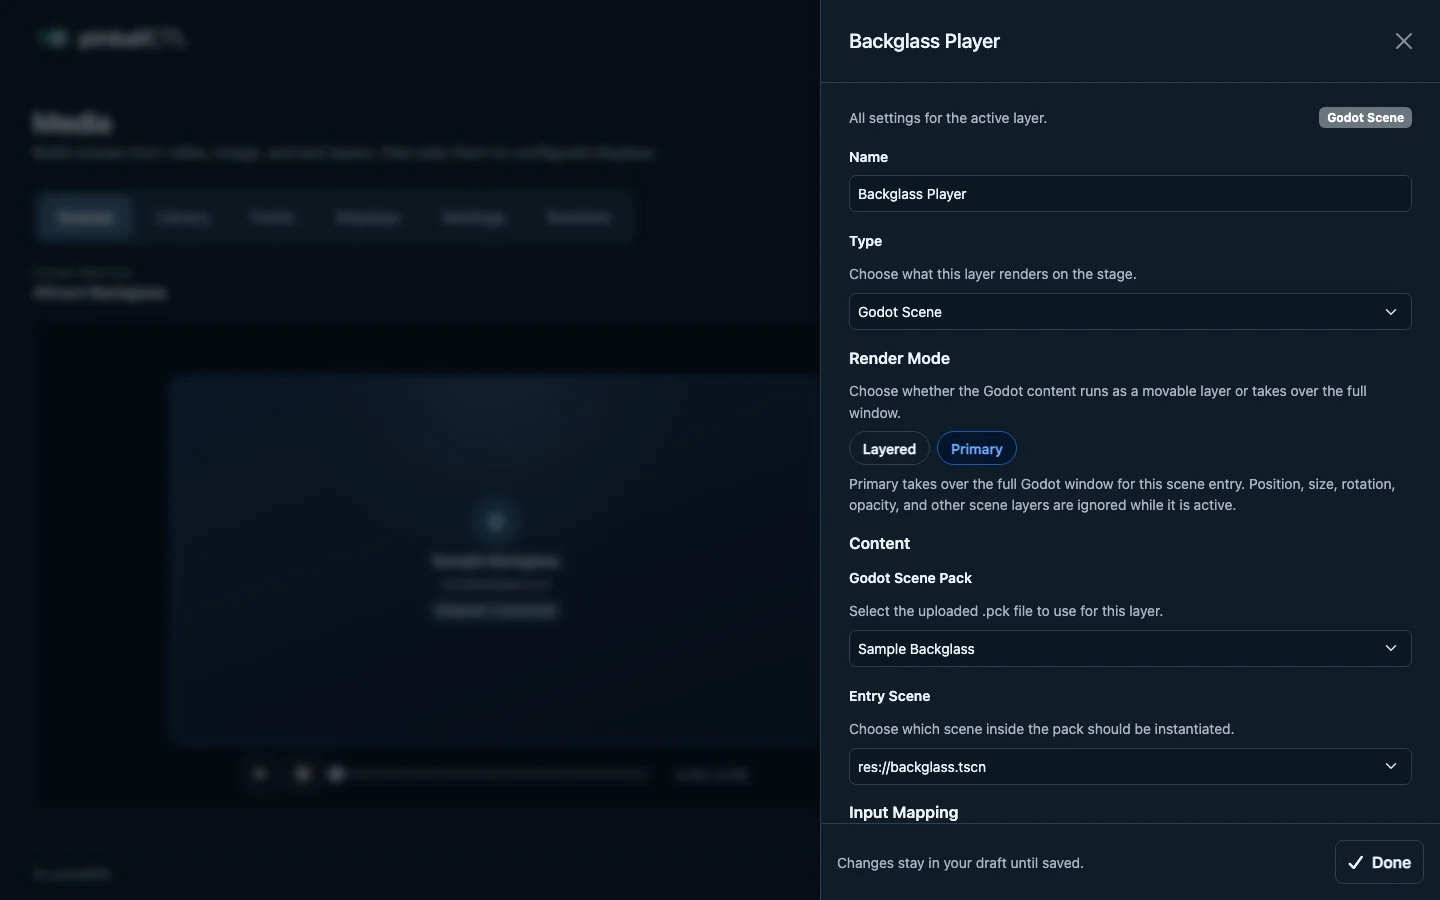 pinballCTL
Media
Backglass Player
All settings for the active layer.
Godot Scene
Name
Backglass Player
Type
Choose what this layer renders on the stage.
Godot Scene
Render Mode
Choose whether the Godot content runs as a movable layer or takes over the full
window.
Layered
Primary
Primary takes over the full Godot window for this scene entry. Position, size, rotation,
opacity, and other scene layers are ignored while it is active.
Content
Godot Scene Pack
Select the uploaded .pck file to use for this layer.
Sample Backglass
Entry Scene
Choose which scene inside the pack should be instantiated.
res://backglass.tscn
Input Mapping
Changes stay in your draft until saved.
Done